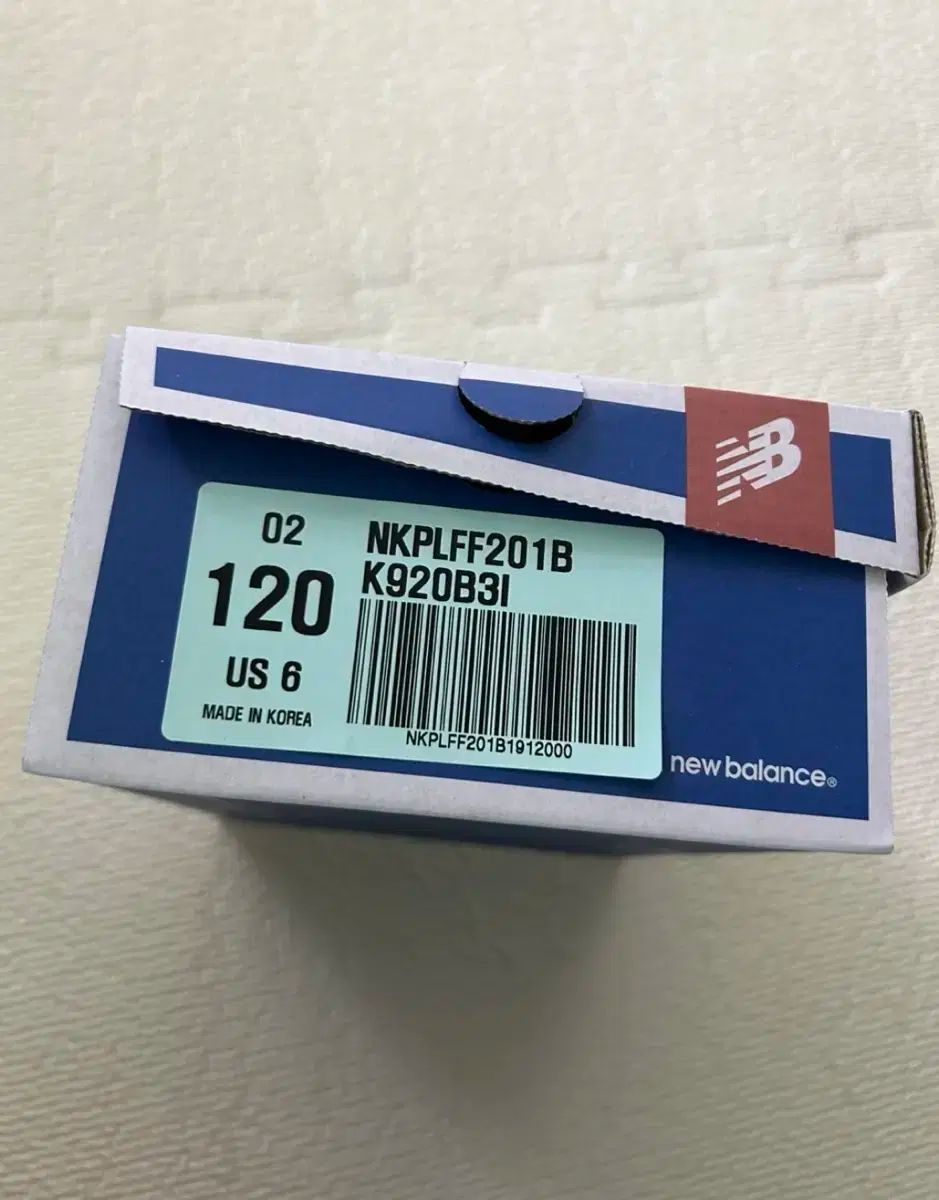 02
120
US 6
MADE IN KOREA
NKPLFF201B
K920B3I
NKPLFF201B1912000
new balance®